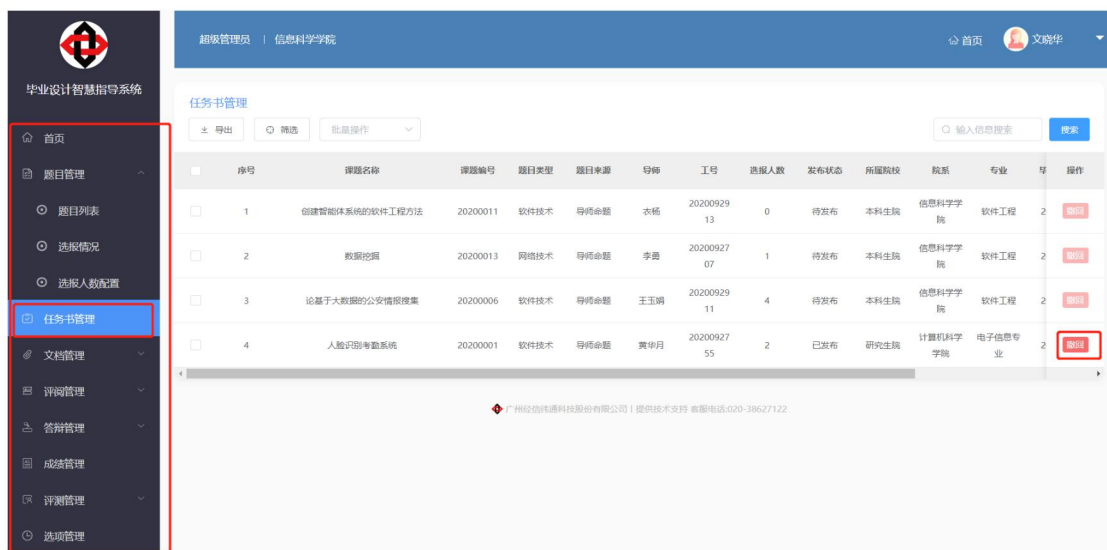 超级管理员 | 信息科学学院
首页
文晓华
毕业设计智慧指导系统
首页
题目管理
题目列表
选报情况
选报人数配置
任务书管理
文档管理
评阅管理
答辩管理
成绩管理
评测管理
选项管理
任务书管理
导出 筛选 批量操作 输入信息搜索 搜索
序号 课题名称 课题编号 题目类型 题目来源 导师 工号 选报人数 发布状态 所属院校 院系 专业 操作
1 创建智能体系统的软件工程方法 20200011 软件技术 导师命题 衣杨 2020092913 0 待发布 本科生院 信息科学学院 软件工程 2 撤回
2 数据挖掘 20200013 网络技术 导师命题 李勇 2020092707 1 待发布 本科生院 信息科学学院 软件工程 2 撤回
3 论基于大数据的公安情报搜集 20200006 软件技术 导师命题 王玉娟 2020092911 4 待发布 本科生院 信息科学学院 软件工程 2 撤回
4 人脸识别考勤系统 20200001 软件技术 导师命题 黄华月 2020092755 2 已发布 研究生院 计算机科学学院 电子信息专业 2 撤回
广州经信纬通科技股份有限公司 | 提供技术支持 客服电话:020-38627122